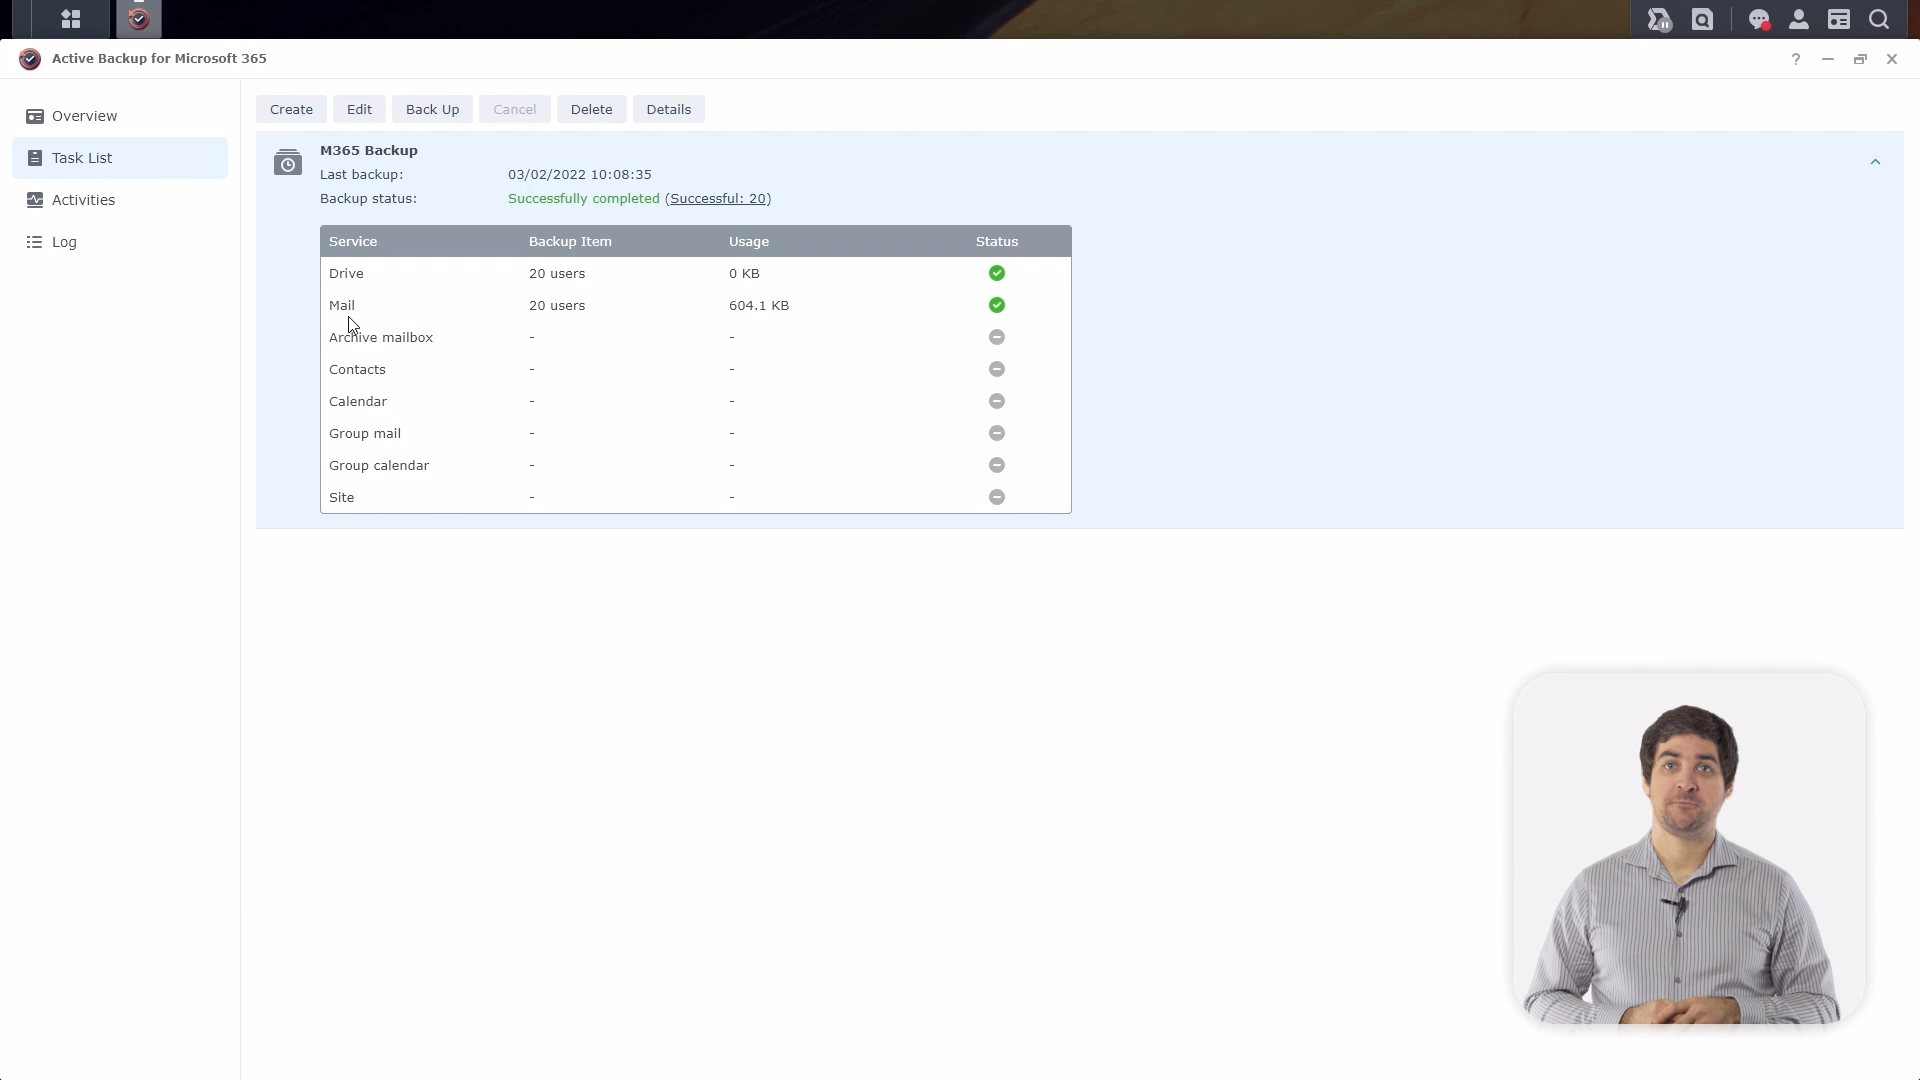 Active Backup for Microsoft 365
?
Overview
Task List
Activities
Log
Create Edit Back Up Cancel Delete Details
M365 Backup
Last backup: 03/02/2022 10:08:35
Backup status: Successfully completed (Successful: 20)
Service Backup Item Usage Status
Drive 20 users 0 KB
Mail 20 users 604.1 KB
Archive mailbox - -
Contacts - -
Calendar - -
Group mail - -
Group calendar - -
Site - -